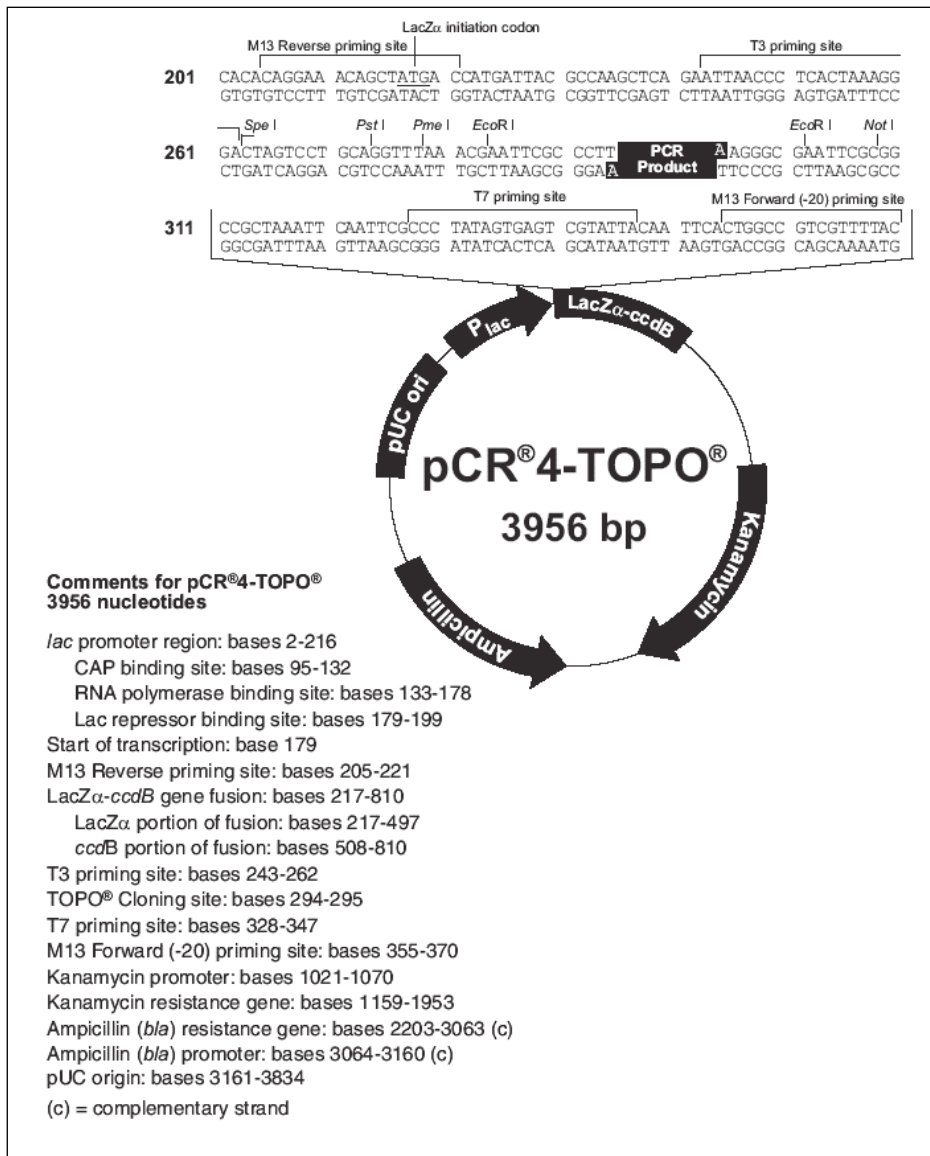 LacZα initiation codon
M13 Reverse priming site
T3 priming site
201 CACACAGGAA ACAGCTATGA CCATGATTAC GCCAAGCTCA GAATTAACCC TCACTAAAGG
GTGTGTCCTT TGTCGATACT GGTACTAATG CGGTTCGAGT CTTAATTGGG AGTGATTTCC
Spe I Pst I Pme I EcoR I EcoR I Not I
261 GACTAGTCCT GCAGGTTTAA ACGAATTCGC CCTT PCR Product A AGGGC GAATTCGCGG
CTGATCAGGA CGTCCAAATT TGCTTAAGCG GGA A TTCCCG CTTAAGCGCC
T7 priming site M13 Forward (-20) priming site
311 CCGCTAAATT CAATTCGCCC TATAGTGAGT CGTATTACAA TTCACTGGCC GTCGTTTTAC
GGCGATTTAA GTTAAGCGGG ATATCACTCA GCATAATGTT AAGTGACCGG CAGCAAAATG
Plac
LacZα-ccdB
pUC ori
pCR®4-TOPO®
3956 bp
Kanamycin
Ampicillin
Comments for pCR®4-TOPO®
3956 nucleotides
lac promoter region: bases 2-216
CAP binding site: bases 95-132
RNA polymerase binding site: bases 133-178
Lac repressor binding site: bases 179-199
Start of transcription: base 179
M13 Reverse priming site: bases 205-221
LacZα-ccdB gene fusion: bases 217-810
LacZα portion of fusion: bases 217-497
ccdB portion of fusion: bases 508-810
T3 priming site: bases 243-262
TOPO® Cloning site: bases 294-295
T7 priming site: bases 328-347
M13 Forward (-20) priming site: bases 355-370
Kanamycin promoter: bases 1021-1070
Kanamycin resistance gene: bases 1159-1953
Ampicillin (bla) resistance gene: bases 2203-3063 (c)
Ampicillin (bla) promoter: bases 3064-3160 (c)
pUC origin: bases 3161-3834
(c) = complementary strand